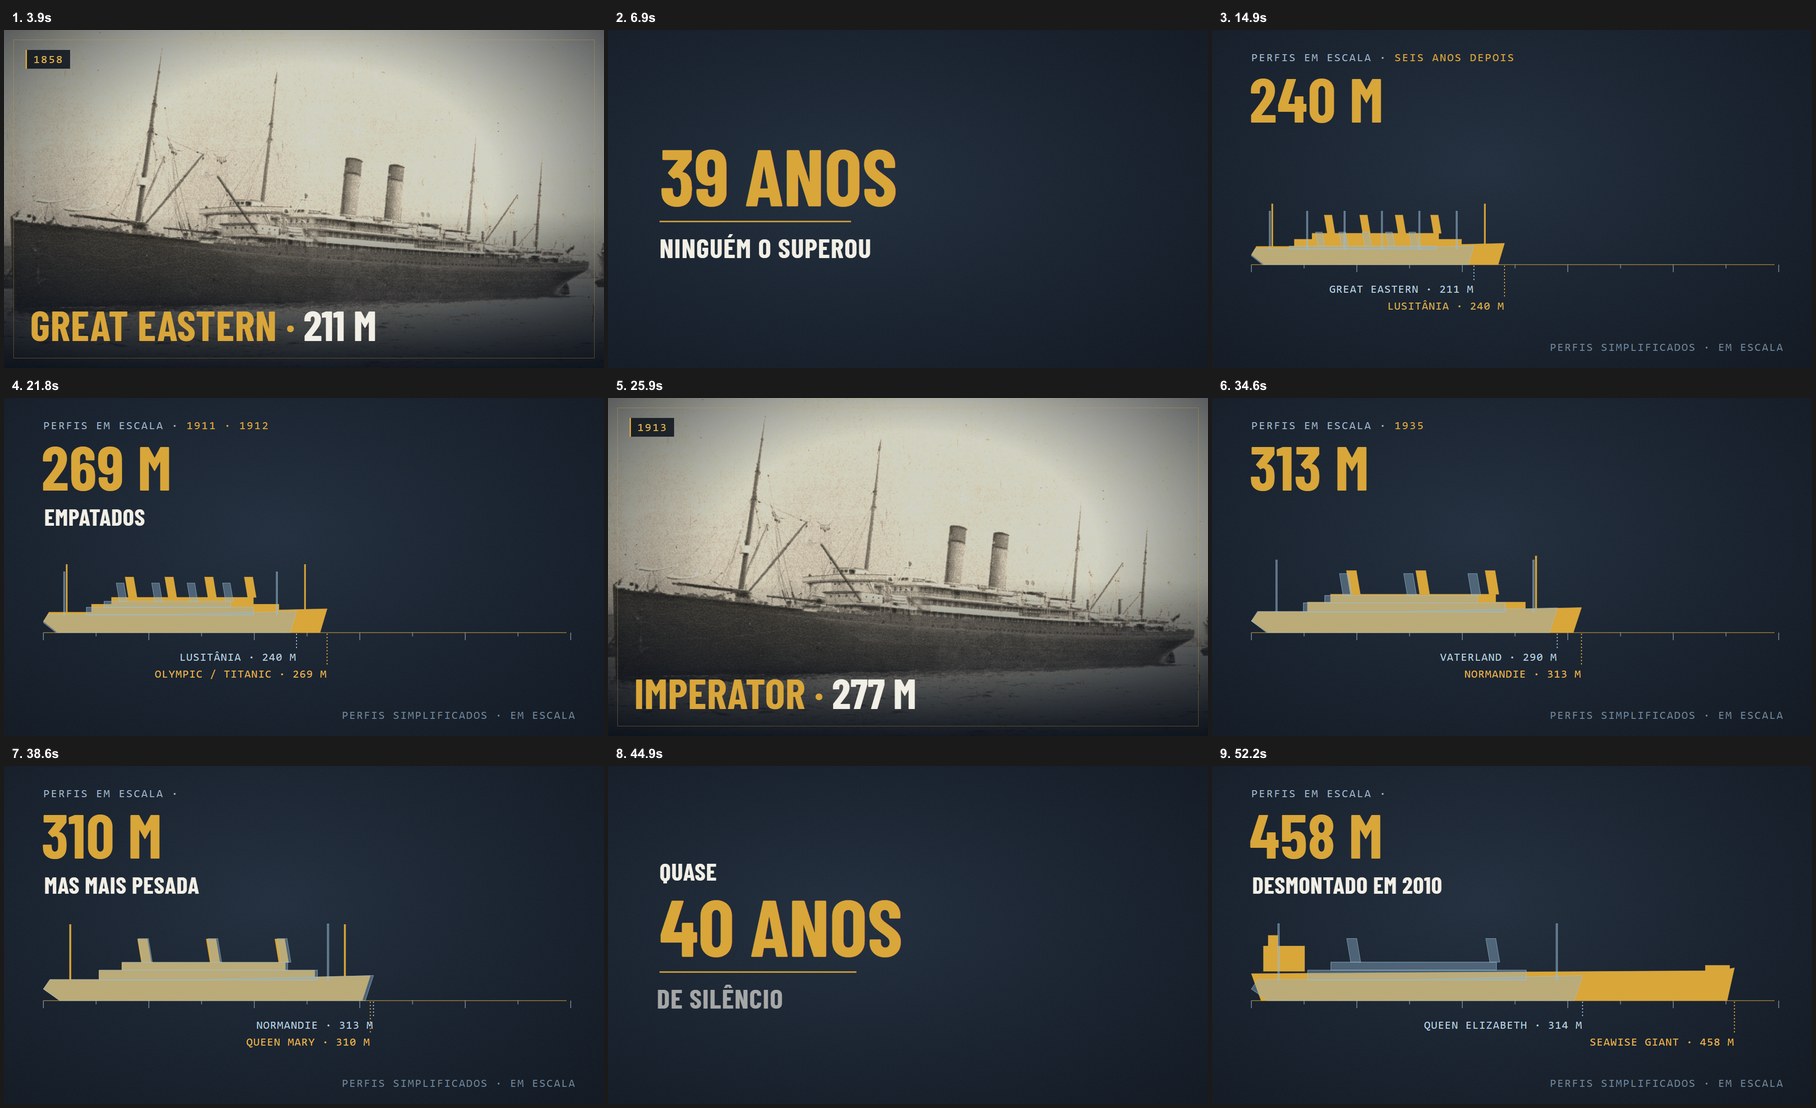 1. 3.9s
1858
GREAT EASTERN · 211 M
2. 6.9s
39 ANOS
NINGUÉM O SUPEROU
3. 14.9s
PERFIS EM ESCALA · SEIS ANOS DEPOIS
240 M
GREAT EASTERN · 211 M
LUSITÂNIA · 240 M
PERFIS SIMPLIFICADOS · EM ESCALA
4. 21.8s
PERFIS EM ESCALA · 1911 · 1912
269 M
EMPATADOS
LUSITÂNIA · 240 M
OLYMPIC / TITANIC · 269 M
PERFIS SIMPLIFICADOS · EM ESCALA
5. 25.9s
1913
IMPERATOR · 277 M
6. 34.6s
PERFIS EM ESCALA · 1935
313 M
VATERLAND · 290 M
NORMANDIE · 313 M
PERFIS SIMPLIFICADOS · EM ESCALA
7. 38.6s
PERFIS EM ESCALA ·
310 M
MAS MAIS PESADA
NORMANDIE · 313 M
QUEEN MARY · 310 M
PERFIS SIMPLIFICADOS · EM ESCALA
8. 44.9s
QUASE
40 ANOS
DE SILÊNCIO
9. 52.2s
PERFIS EM ESCALA ·
458 M
DESMONTADO EM 2010
QUEEN ELIZABETH · 314 M
SEAWISE GIANT · 458 M
PERFIS SIMPLIFICADOS · EM ESCALA